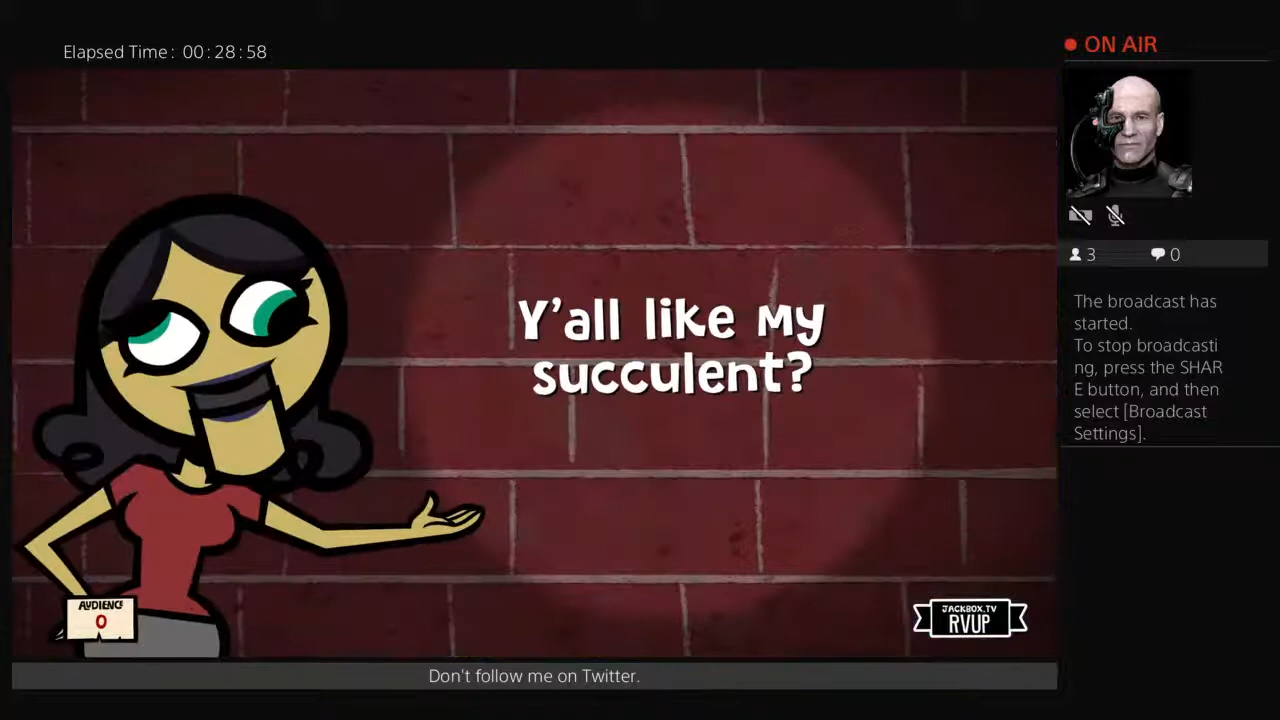 Elapsed Time: 00:28:58
ON AIR
3
0
Y'all like my
succulent?
The broadcast has
started.
To stop broadcasti
ng, press the SHAR
E button, and then
select [Broadcast
Settings].
AUDIENCE
0
JACKBOX.TV
RVUP
Don't follow me on Twitter.